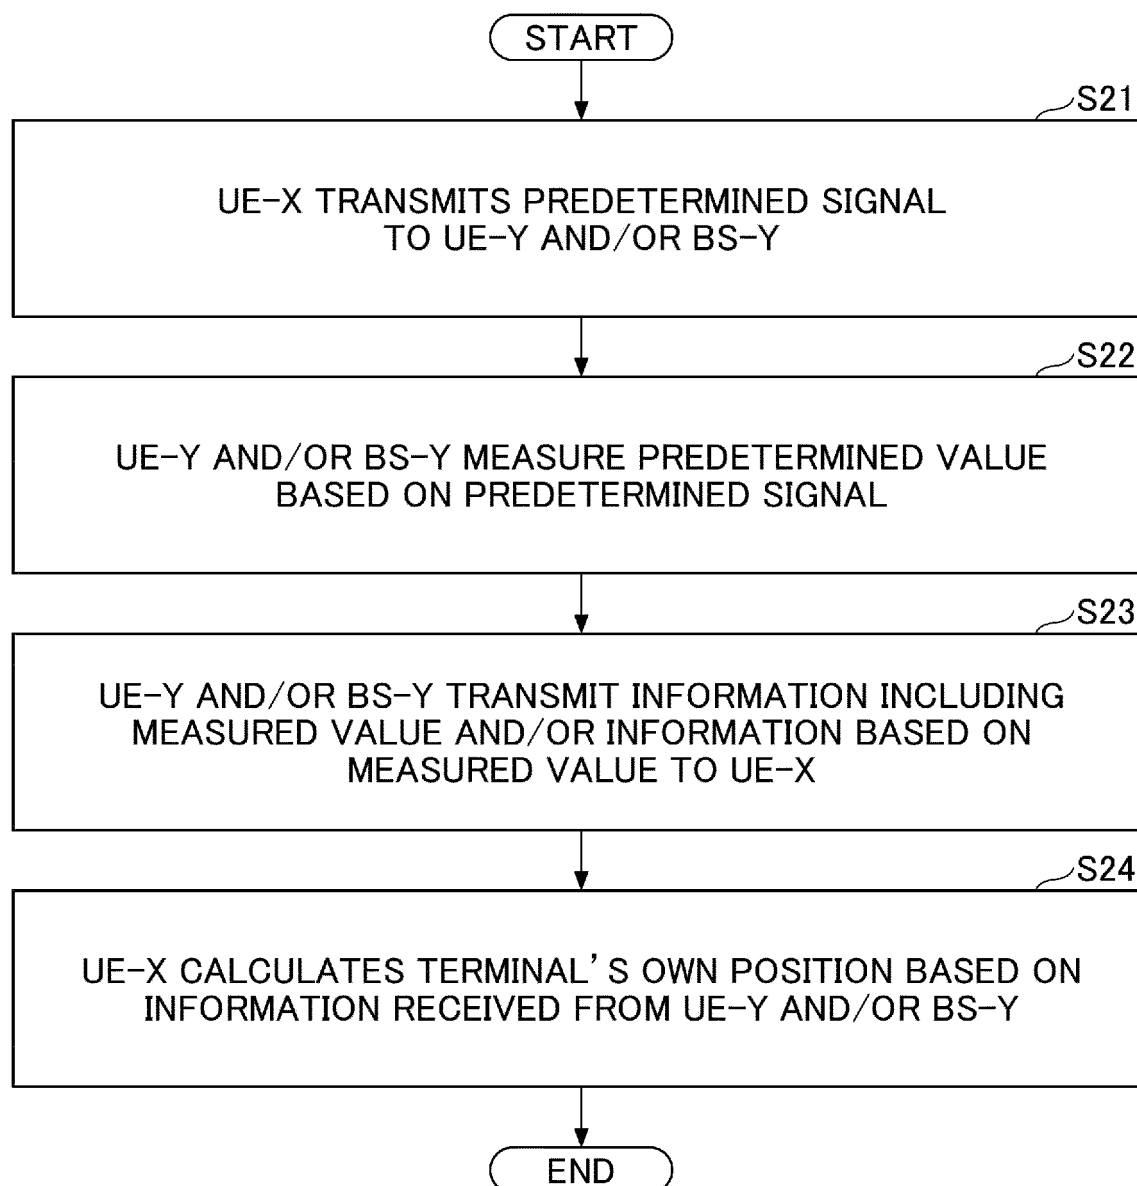 START
S21
UE-X TRANSMITS PREDETERMINED SIGNAL
TO UE-Y AND/OR BS-Y
S22
UE-Y AND/OR BS-Y MEASURE PREDETERMINED VALUE
BASED ON PREDETERMINED SIGNAL
S23
UE-Y AND/OR BS-Y TRANSMIT INFORMATION INCLUDING
MEASURED VALUE AND/OR INFORMATION BASED ON
MEASURED VALUE TO UE-X
S24
UE-X CALCULATES TERMINAL'S OWN POSITION BASED ON
INFORMATION RECEIVED FROM UE-Y AND/OR BS-Y
END